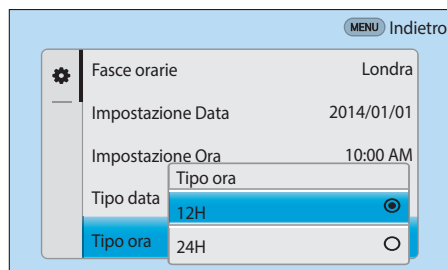 MENU Indietro
Fasce orarie Londra
Impostazione Data 2014/01/01
Impostazione Ora 10:00 AM
Tipo data
Tipo ora
Tipo ora
12H
24H